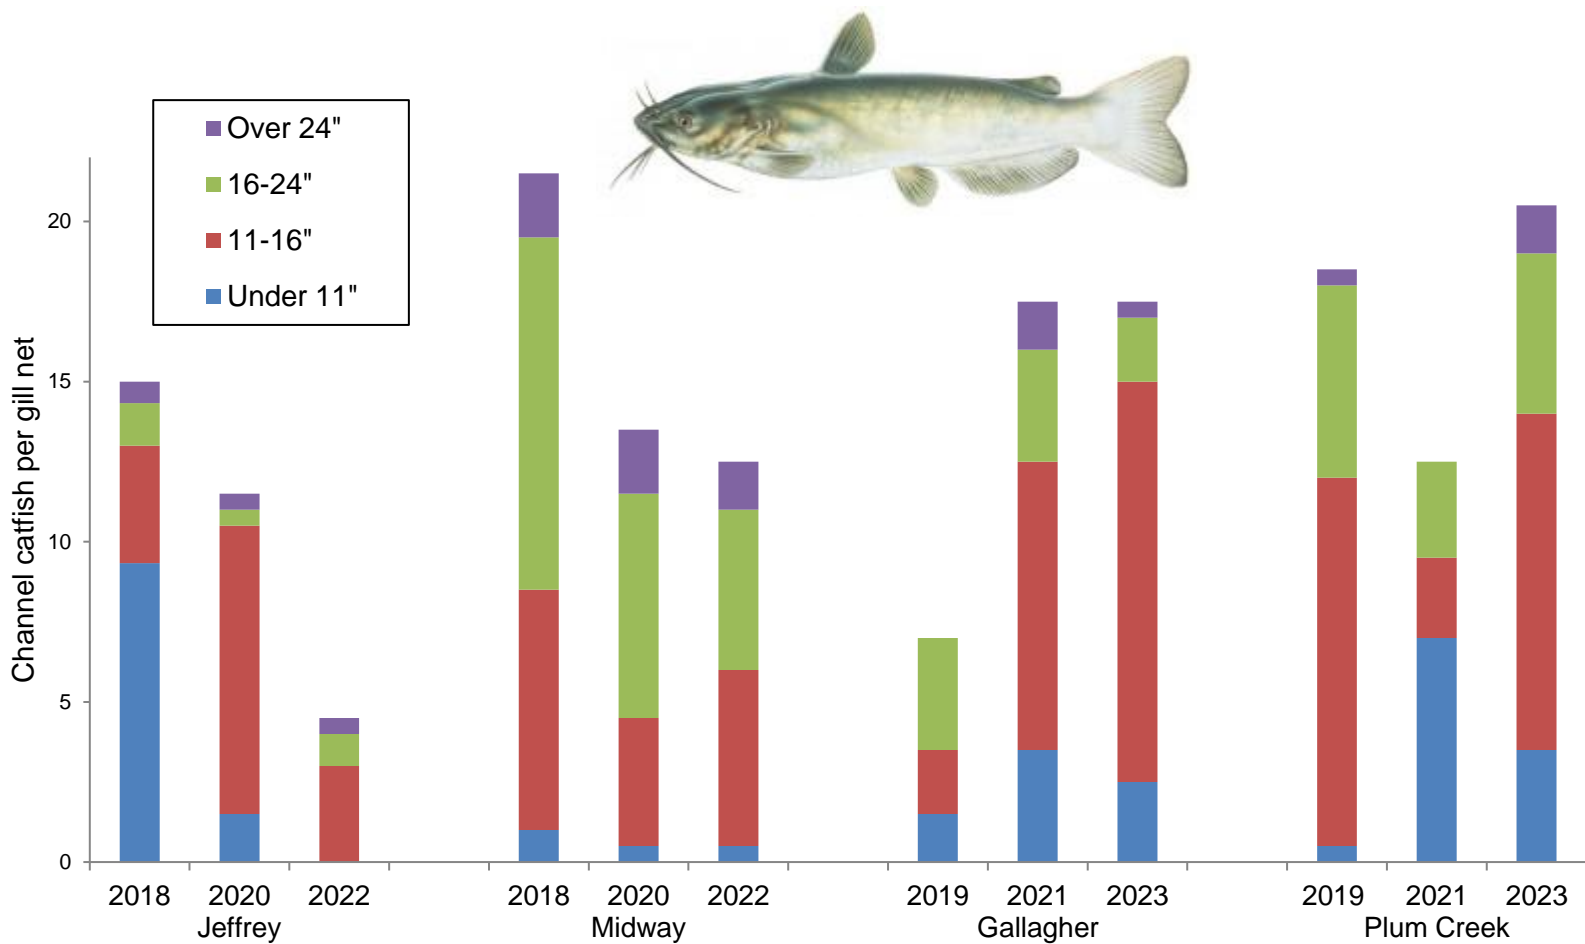 Over 24"
16-24"
11-16"
Under 11"
Channel catfish per gill net
20
15
10
5
0
2018 2020 2022 2018 2020 2022 2019 2021 2023 2019 2021 2023
Jeffrey Midway Gallagher Plum Creek